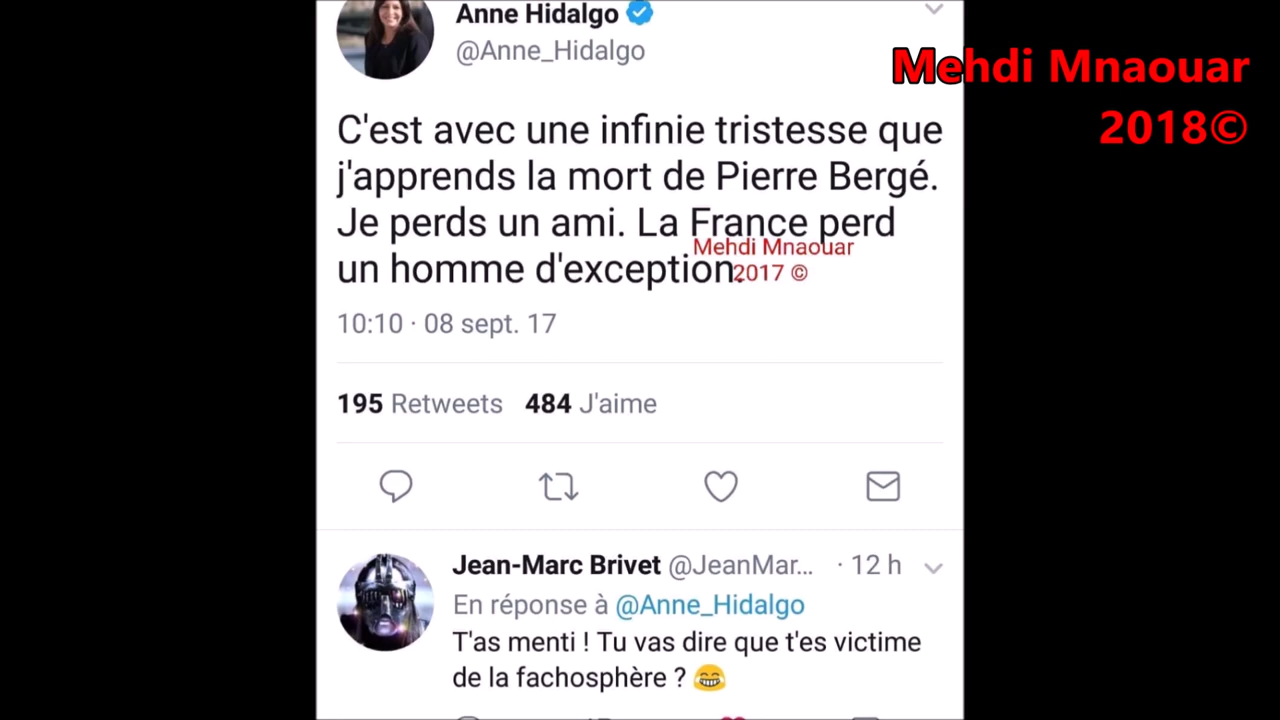 Anne Hidalgo
@Anne_Hidalgo
Mehdi Mnaouar
2018©
C'est avec une infinie tristesse que
j'apprends la mort de Pierre Bergé.
Je perds un ami. La France perd
un homme d'exception.
Mehdi Mnaouar
2017 ©
10:10 · 08 sept. 17
195 Retweets 484 J'aime
Jean-Marc Brivet @JeanMar... · 12 h
En réponse à @Anne_Hidalgo
T'as menti ! Tu vas dire que t'es victime
de la fachosphère ? 😂